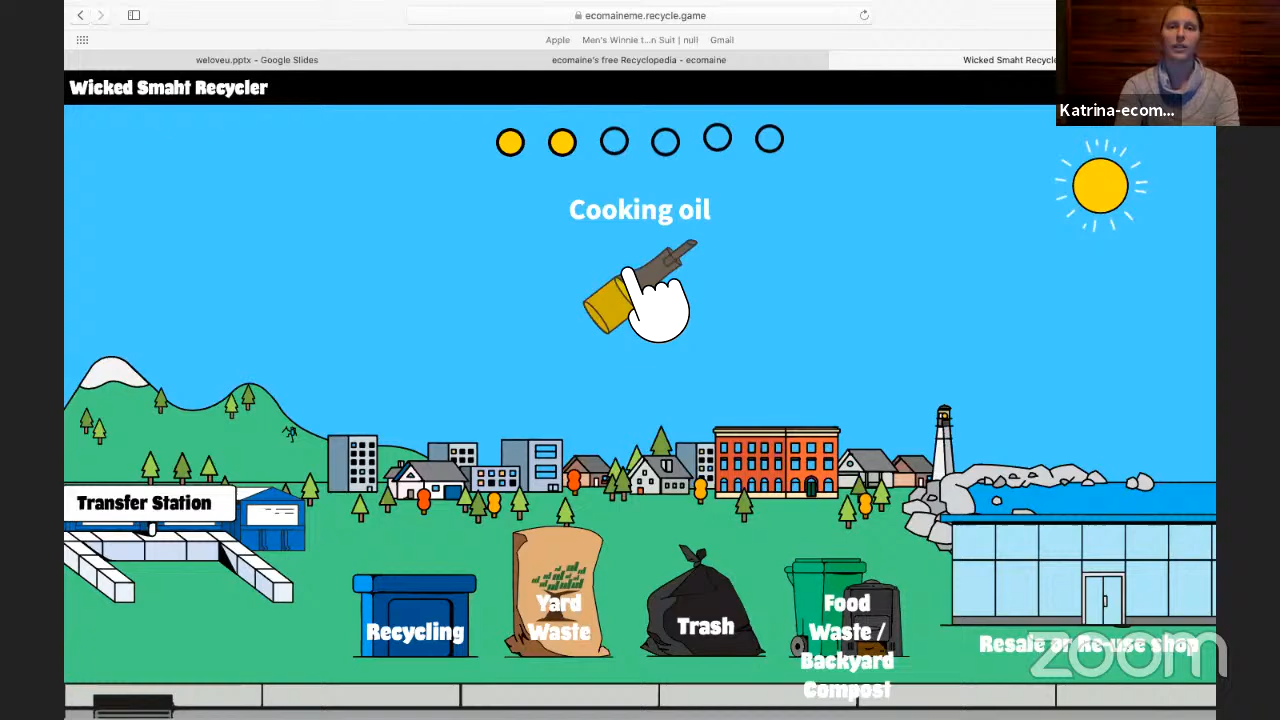 ecomaineme.recycle.game
Apple Men's Winnie t...n Suit | null Gmail
weloveu.pptx - Google Slides
ecomaine's free Recyclopedia - ecomaine
Wicked Smaht Recycle
Wicked Smaht Recycler
Katrina-ecom...
Cooking oil
Transfer Station
Recycling
Yard
Waste
Trash
Food
Waste /
Backyard
Compost
Resale or Re-use shop
zoom